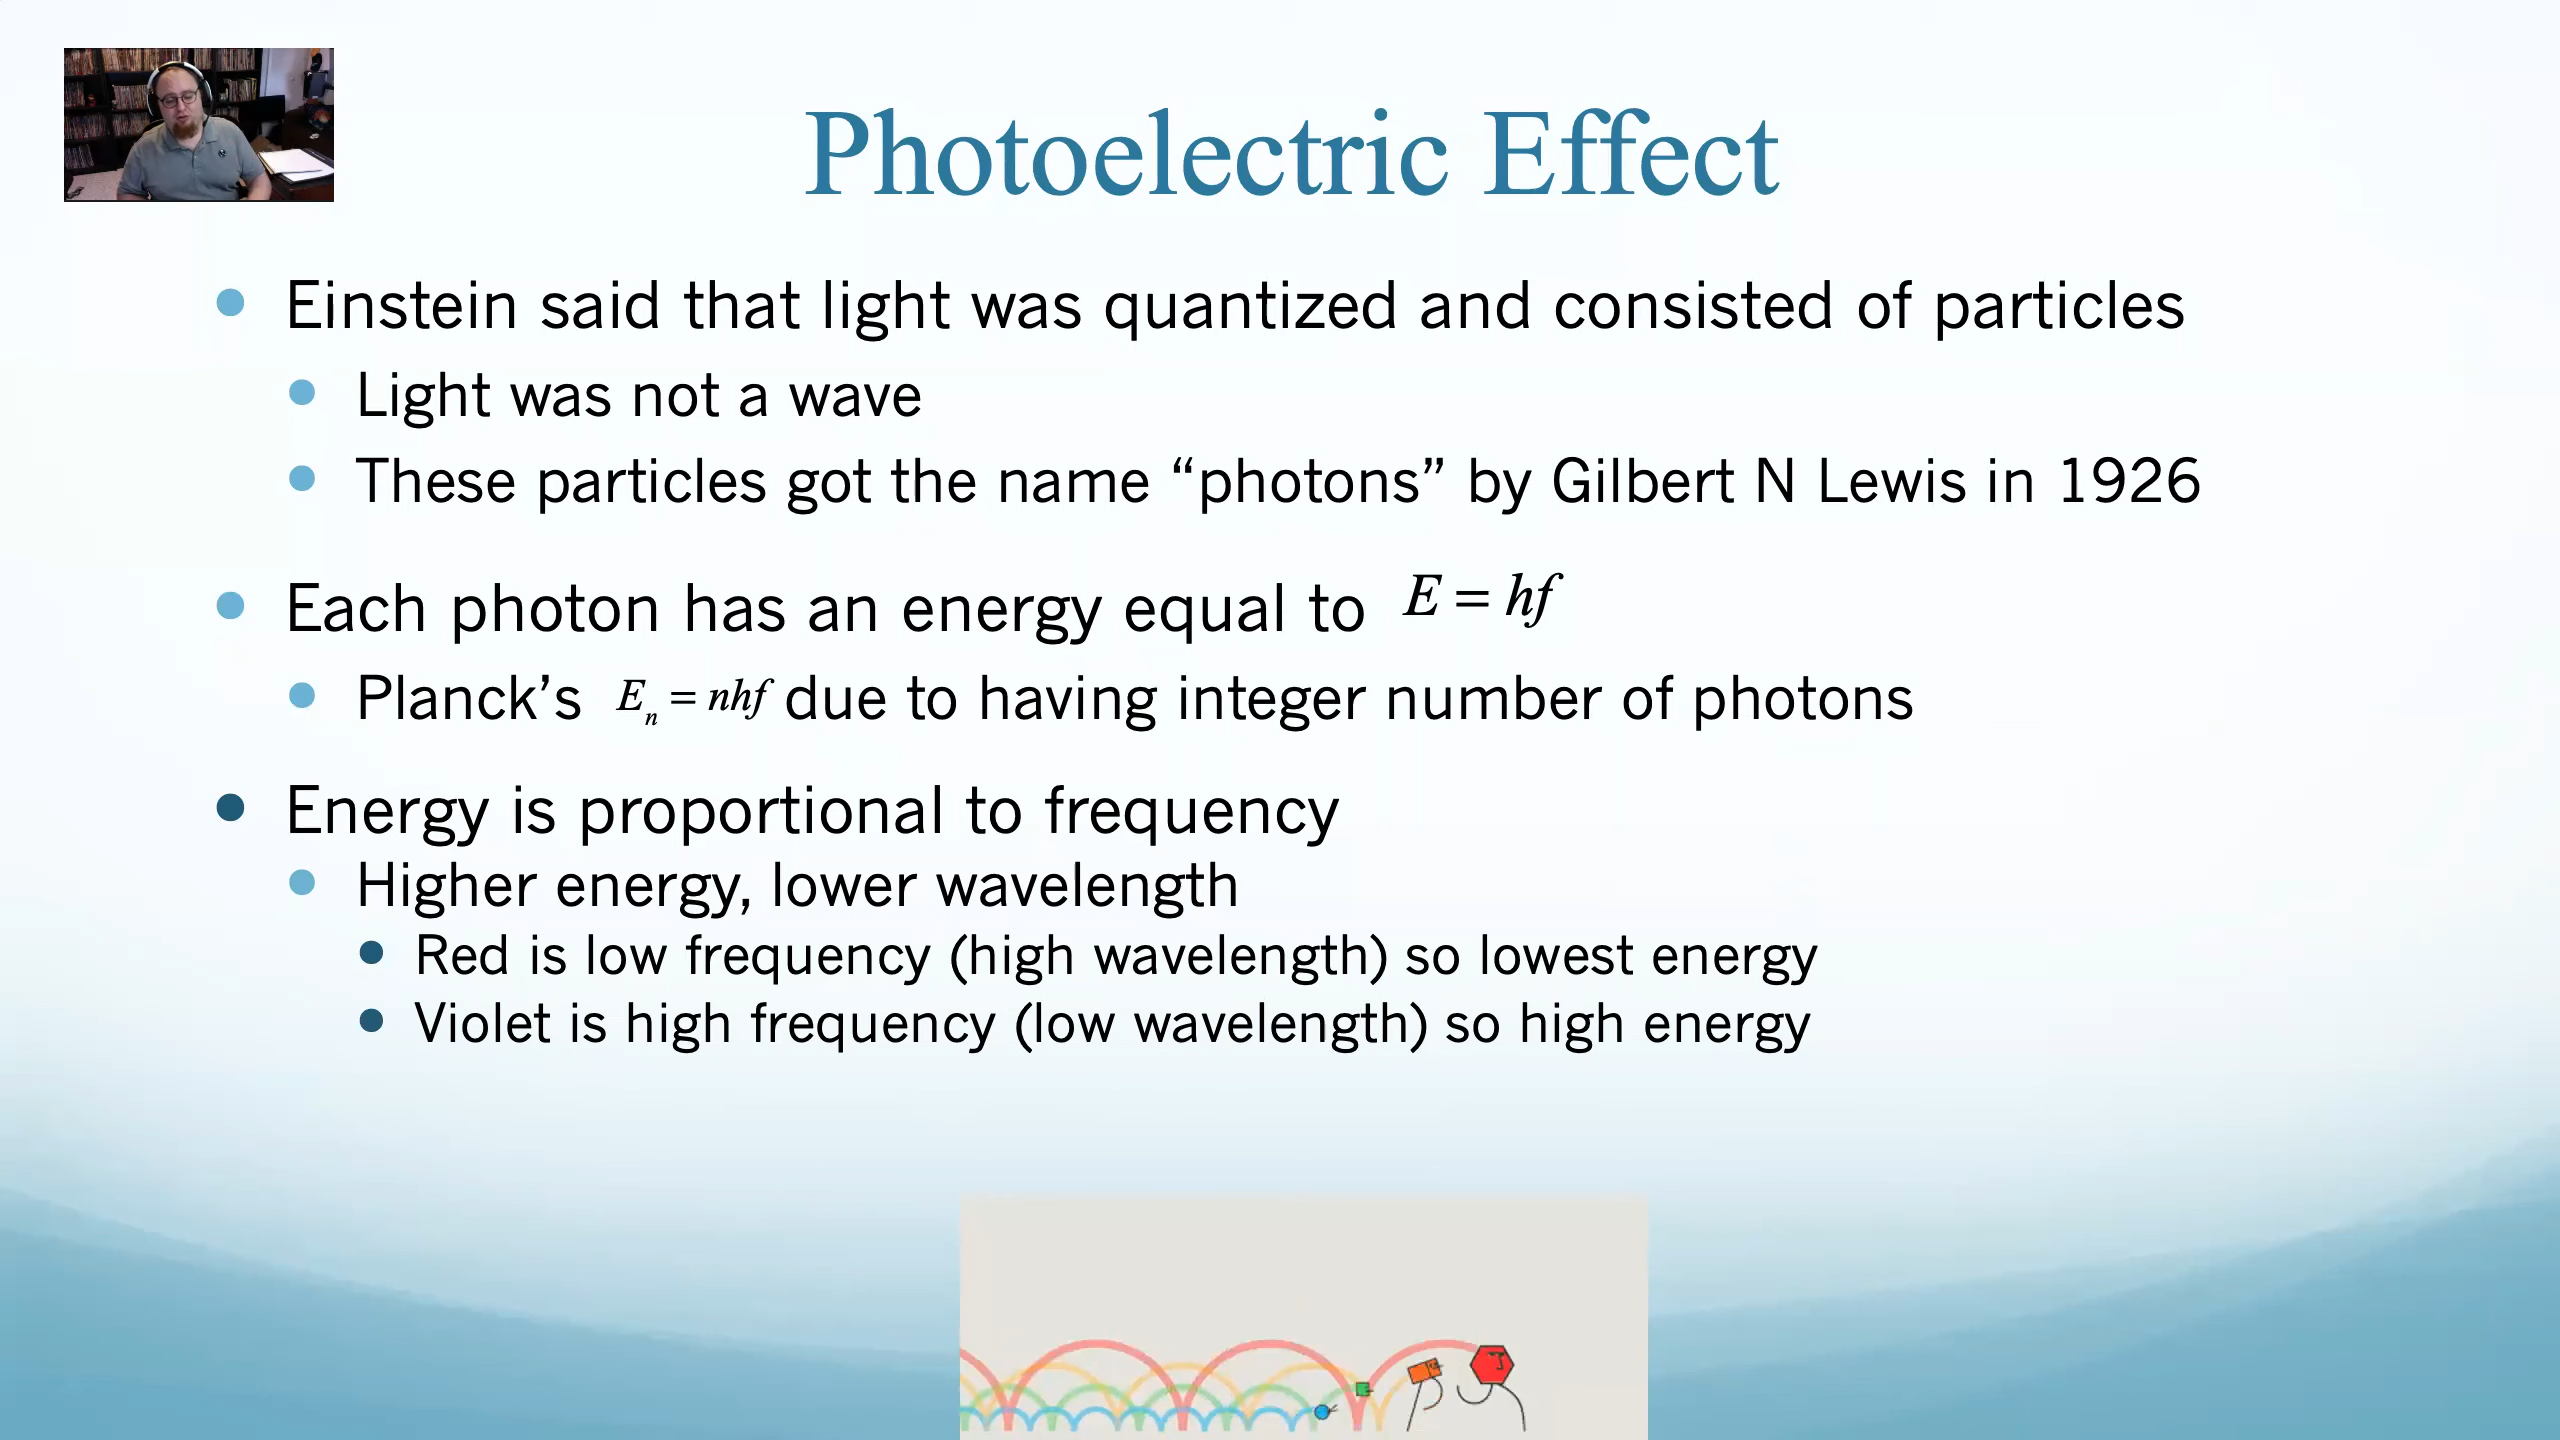 Photoelectric Effect
Einstein said that light was quantized and consisted of particles
Light was not a wave
These particles got the name “photons” by Gilbert N Lewis in 1926
Each photon has an energy equal to E = hf
Planck’s Eₙ = nhf due to having integer number of photons
Energy is proportional to frequency
Higher energy, lower wavelength
Red is low frequency (high wavelength) so lowest energy
Violet is high frequency (low wavelength) so high energy